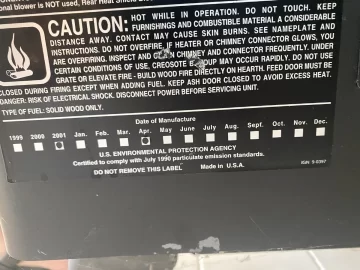 onal blower is NOT used, Rear Heat Shield
CAUTION: HOT WHILE IN OPERATION. DO NOT TOUCH. KEEP
FURNISHINGS AND COMBUSTIBLE MATERIAL A CONSIDERABLE
DISTANCE AWAY. CONTACT MAY CAUSE SKIN BURNS. SEE NAMEPLATE AND
INSTRUCTIONS. DO NOT OVERFIRE. IF HEATER OR CHIMNEY CONNECTOR GLOWS, YOU
ARE OVERFIRING. INSPECT AND CHIMNEY AND CONNECTOR FREQUENTLY. UNDER
CERTAIN CONDITIONS OF USE, CREOSOTE MAY OCCUR RAPIDLY. DO NOT USE
GRATE OR ELEVATE FIRE - BUILD WOOD FIRE DIRECTLY ON HEARTH. FEED DOOR MUST BE
CLOSED DURING FIRING EXCEPT WHEN ADDING FUEL. KEEP ASH DOOR CLOSED TO AVOID EXCESS HEAT.
DANGER: RISK OF ELECTRICAL SHOCK. DISCONNECT POWER BEFORE SERVICING UNIT.
TYPE OF FUEL: SOLID WOOD ONLY.
Date of Manufacture
1999 2000 2001 Jan. Feb. Mar. Apr. May June July Aug. Sept. Oct. Nov. Dec.
U.S. ENVIRONMENTAL PROTECTION AGENCY
Certified to comply with July 1990 particulate emission standards.
DO NOT REMOVE THIS LABEL Made in U.S.A.